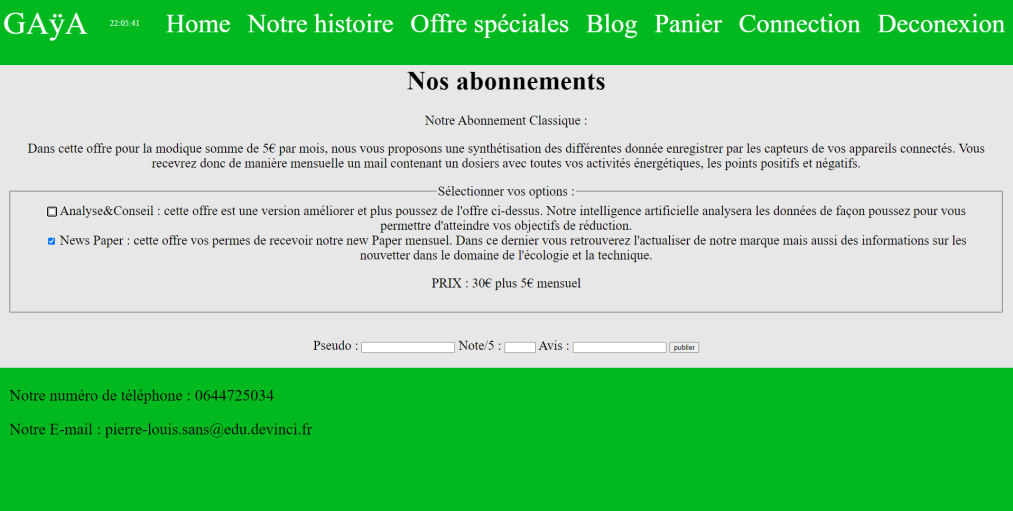 GAÿA 22:05:41 Home Notre histoire Offre spéciales Blog Panier Connection Deconexion
Nos abonnements
Notre Abonnement Classique :
Dans cette offre pour la modique somme de 5€ par mois, nous vous proposons une synthétisation des différentes donnée enregistrer par les capteurs de vos appareils connectés. Vous
recevrez donc de manière mensuelle un mail contenant un dosiers avec toutes vos activités énergétiques, les points positifs et négatifs.
Sélectionner vos options :
Analyse&Conseil : cette offre est une version améliorer et plus poussez de l'offre ci-dessus. Notre intelligence artificielle analysera les données de façon poussez pour vous
permettre d'atteindre vos objectifs de réduction.
News Paper : cette offre vos permes de recevoir notre new Paper mensuel. Dans ce dernier vous retrouverez l'actualiser de notre marque mais aussi des informations sur les
nouvetter dans le domaine de l'écologie et la technique.
PRIX : 30€ plus 5€ mensuel
Pseudo : Note/5 : Avis : publier
Notre numéro de téléphone : 0644725034
Notre E-mail : pierre-louis.sans@edu.devinci.fr